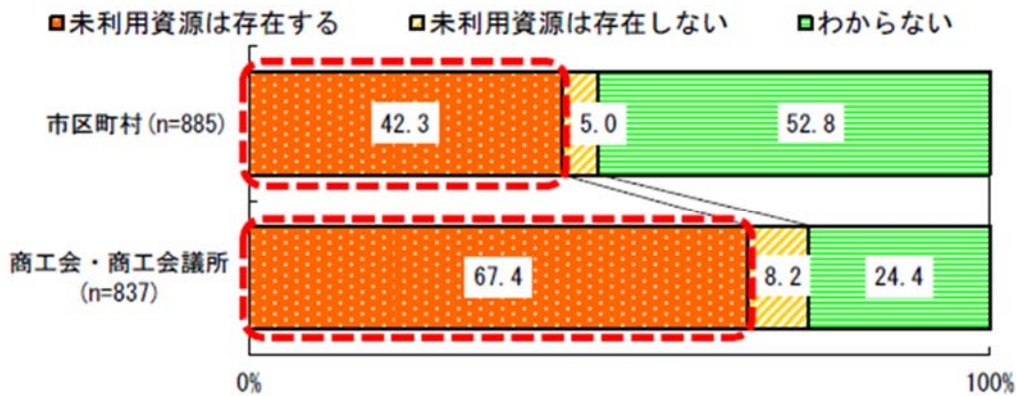 未利用資源は存在する 未利用資源は存在しない わからない
市区町村(n=885) 42.3 5.0 52.8
商工会・商工会議所
(n=837)
67.4 8.2 24.4
0% 100%